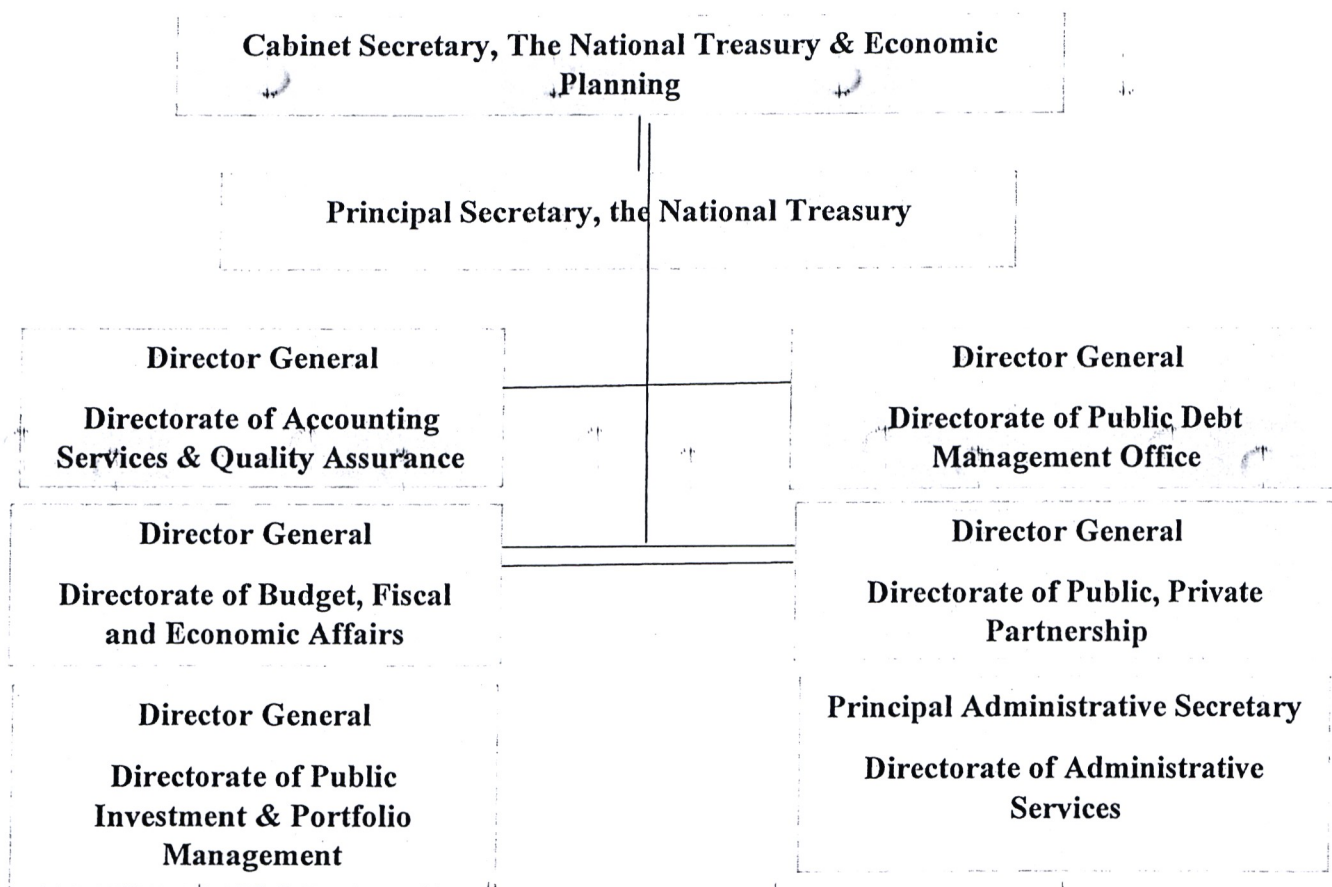 Cabinet Secretary, The National Treasury & Economic
Planning
Principal Secretary, the National Treasury
Director General
Directorate of Accounting
Services & Quality Assurance
Director General
Directorate of Public Debt
Management Office
Director General
Directorate of Budget, Fiscal
and Economic Affairs
Director General
Directorate of Public, Private
Partnership
Director General
Directorate of Public
Investment & Portfolio
Management
Principal Administrative Secretary
Directorate of Administrative
Services